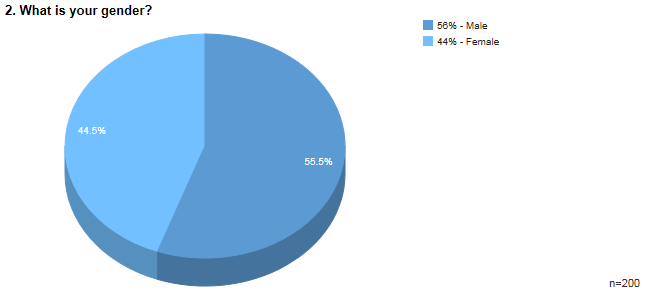 2. What is your gender?
56% - Male
44% - Female
44.5%
55.5%
n=200